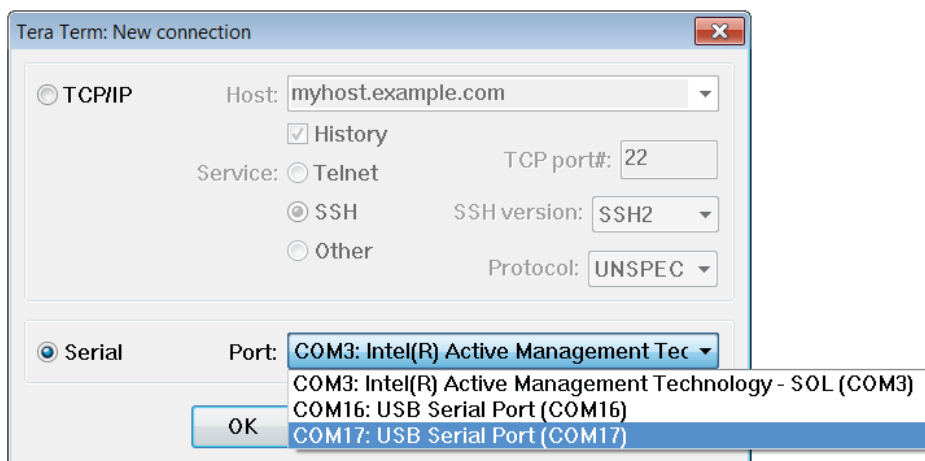 Tera Term: New connection
TCP/IP Host: myhost.example.com
History
Service: Telnet TCP port#: 22
SSH SSH version: SSH2
Other Protocol: UNSPEC
Serial Port: COM3: Intel(R) Active Management Tec
COM3: Intel(R) Active Management Technology - SOL (COM3)
COM16: USB Serial Port (COM16)
OK COM17: USB Serial Port (COM17)